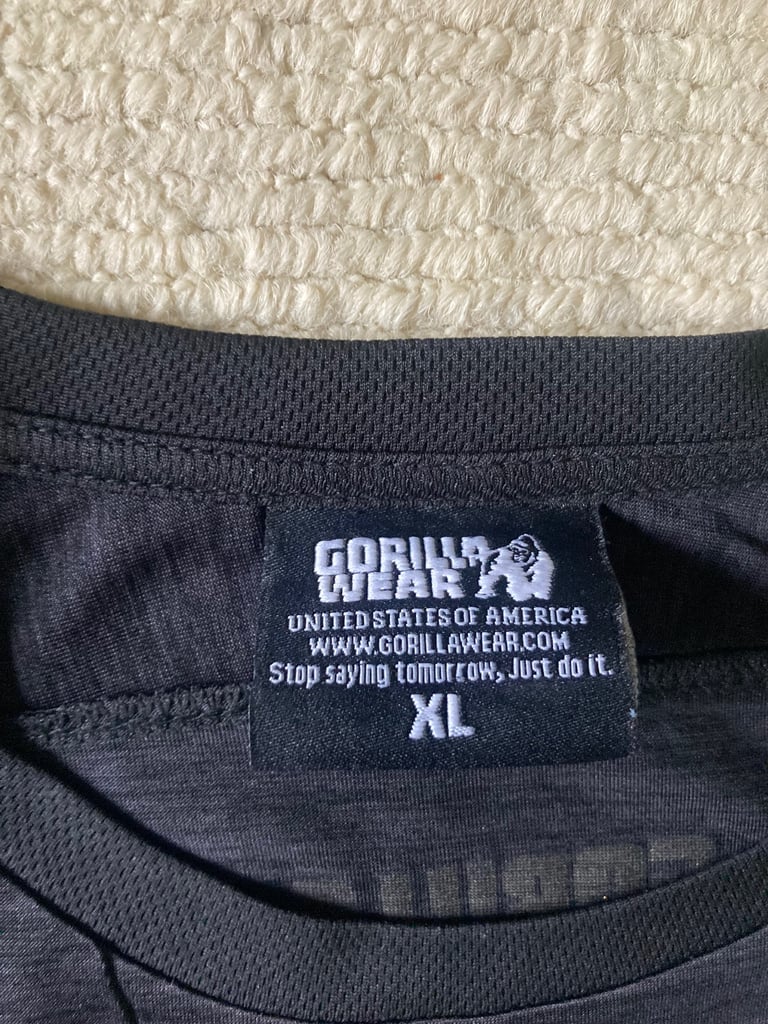 GORILLA
WEAR
UNITED STATES OF AMERICA
WWW.GORILLAWEAR.COM
Stop saying tomorrow, Just do it.
XL